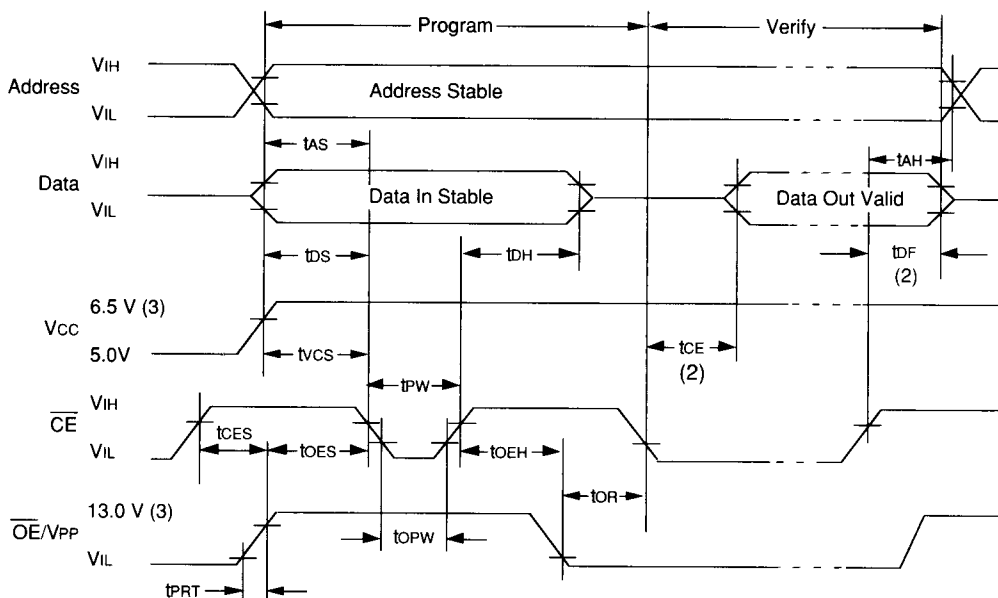 Program
Verify
Address
VIH
VIL
Address Stable
tAS
tAH
Data
VIH
VIL
Data In Stable
Data Out Valid
tDS
tDH
tDF
(2)
VCC
6.5 V (3)
5.0V
tVCS
tCE
(2)
tPW
CE
VIH
VIL
tCES
tOES
tOEH
tOR
OE/VPP
13.0 V (3)
VIL
tOPW
tPRT